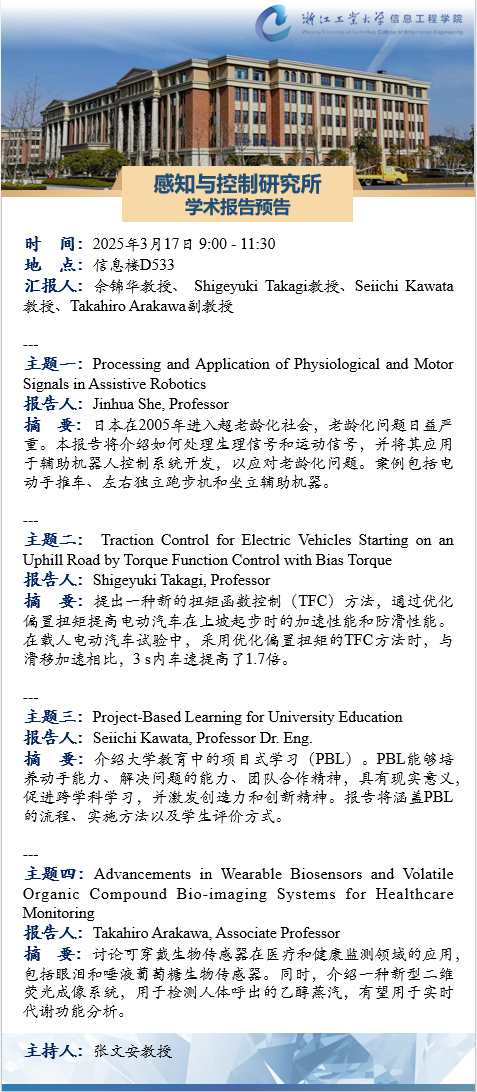 浙江工业大学 信息工程学院
Zhejiang University of Technology College of Information Engineering
感知与控制研究所
学术报告预告
时 间：2025年3月17日 9:00 - 11:30
地 点：信息楼D533
汇报人：余锦华教授、 Shigeyuki Takagi教授、Seiichi Kawata
教授、Takahiro Arakawa副教授
---
主题一：Processing and Application of Physiological and Motor
Signals in Assistive Robotics
报告人：Jinhua She, Professor
摘 要：日本在2005年进入超老龄化社会，老龄化问题日益严
重。本报告将介绍如何处理生理信号和运动信号，并将其应用
于辅助机器人控制系统开发，以应对老龄化问题。案例包括电
动手推车、左右独立跑步机和坐立辅助机器。
---
主题二： Traction Control for Electric Vehicles Starting on an
Uphill Road by Torque Function Control with Bias Torque
报告人：Shigeyuki Takagi, Professor
摘 要：提出一种新的扭矩函数控制（TFC）方法，通过优化
偏置扭矩提高电动汽车在上坡起步时的加速性能和防滑性能。
在载人电动汽车试验中，采用优化偏置扭矩的TFC方法时，与
滑移加速相比，3 s内车速提高了1.7倍。
---
主题三：Project-Based Learning for University Education
报告人：Seiichi Kawata, Professor Dr. Eng.
摘 要：介绍大学教育中的项目式学习（PBL）。PBL能够培
养动手能力、解决问题的能力、团队合作精神，具有现实意义，
促进跨学科学习，并激发创造力和创新精神。报告将涵盖PBL
的流程、实施方法以及学生评价方式。
---
主题四：Advancements in Wearable Biosensors and Volatile
Organic Compound Bio-imaging Systems for Healthcare
Monitoring
报告人：Takahiro Arakawa, Associate Professor
摘 要：讨论可穿戴生物传感器在医疗和健康监测领域的应用，
包括眼泪和唾液葡萄糖生物传感器。同时，介绍一种新型二维
荧光成像系统，用于检测人体呼出的乙醇蒸汽，有望用于实时
代谢功能分析。
主持人：张文安教授